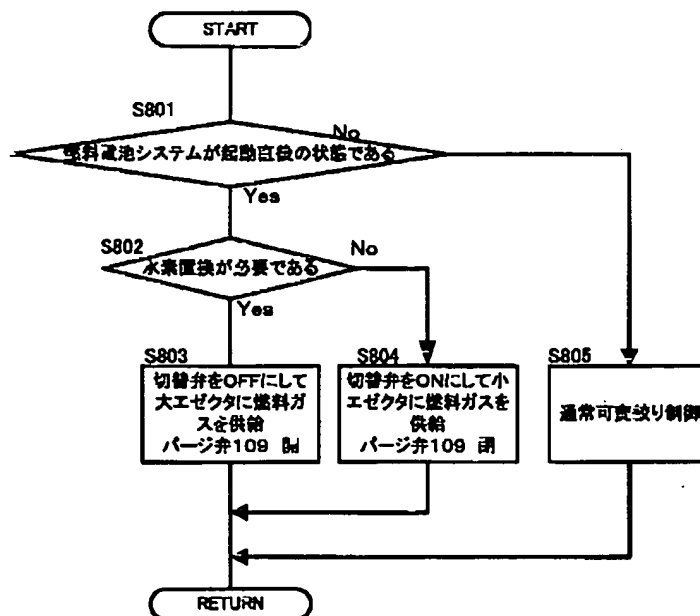 START
S801
No
燃料電池システムが起動直後の状態である
Yes
S802
No
水素置換が必要である
Yes
S803
切替弁をOFFにして
大エゼクタに燃料ガ
スを供給
パージ弁109 開
S804
切替弁をONにして小
エゼクタに燃料ガスを
供給
パージ弁109 閉
S805
通常可変絞り制御
RETURN